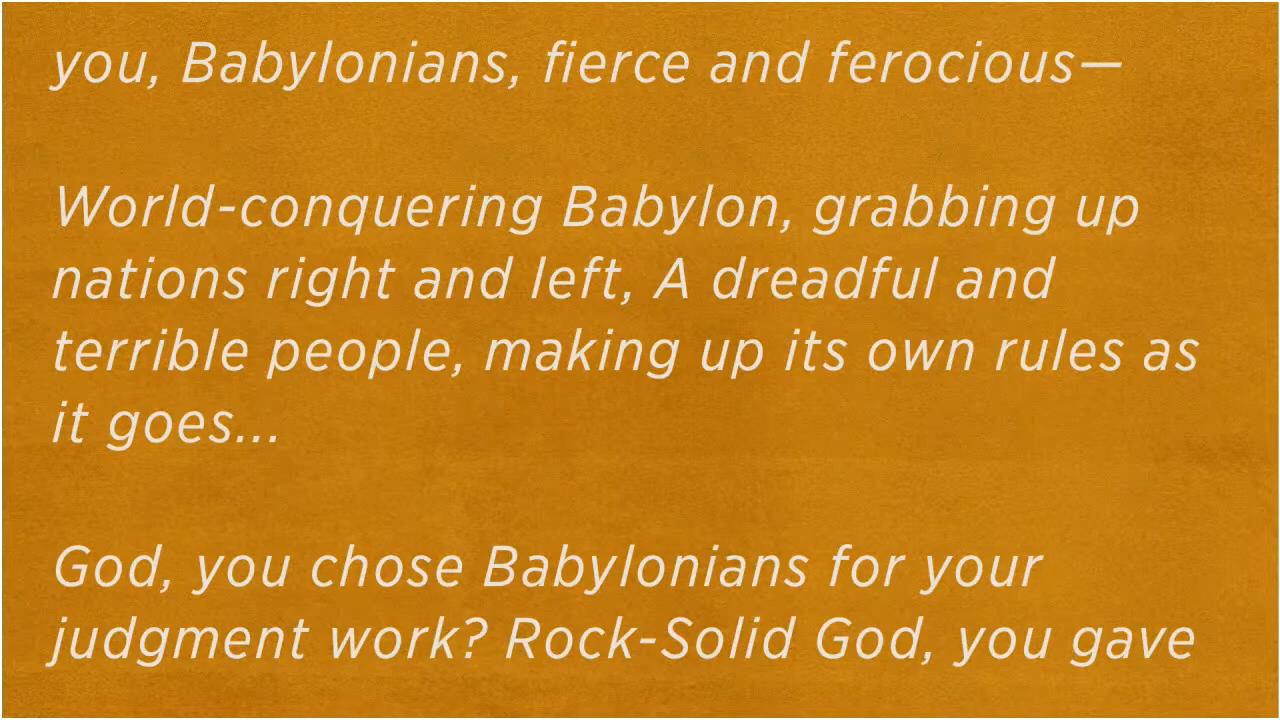 you, Babylonians, fierce and ferocious—
World-conquering Babylon, grabbing up
nations right and left, A dreadful and
terrible people, making up its own rules as
it goes...
God, you chose Babylonians for your
judgment work? Rock-Solid God, you gave